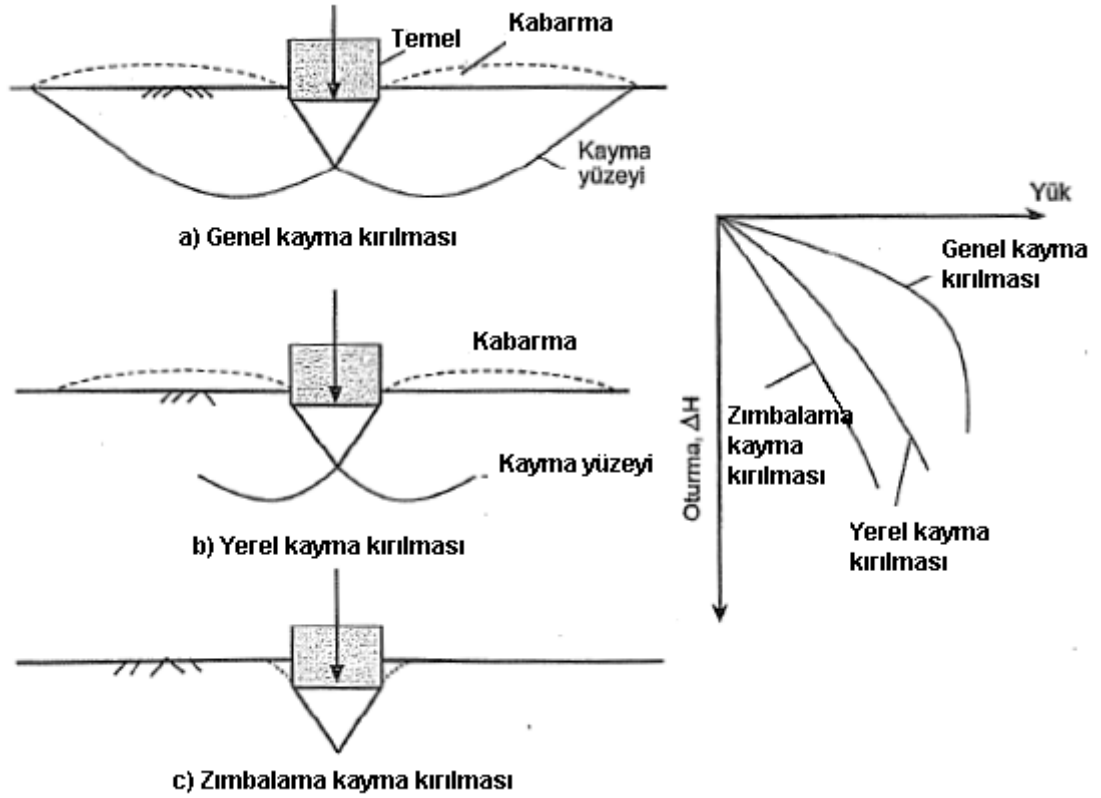 Temel
Kabarma
Kayma
yüzeyi
a) Genel kayma kırılması
Kabarma
Kayma yüzeyi
b) Yerel kayma kırılması
c) Zımbalama kayma kırılması
Yük
Genel kayma
kırılması
Oturma, ΔH
Zımbalama
kayma
kırılması
Yerel kayma
kırılması